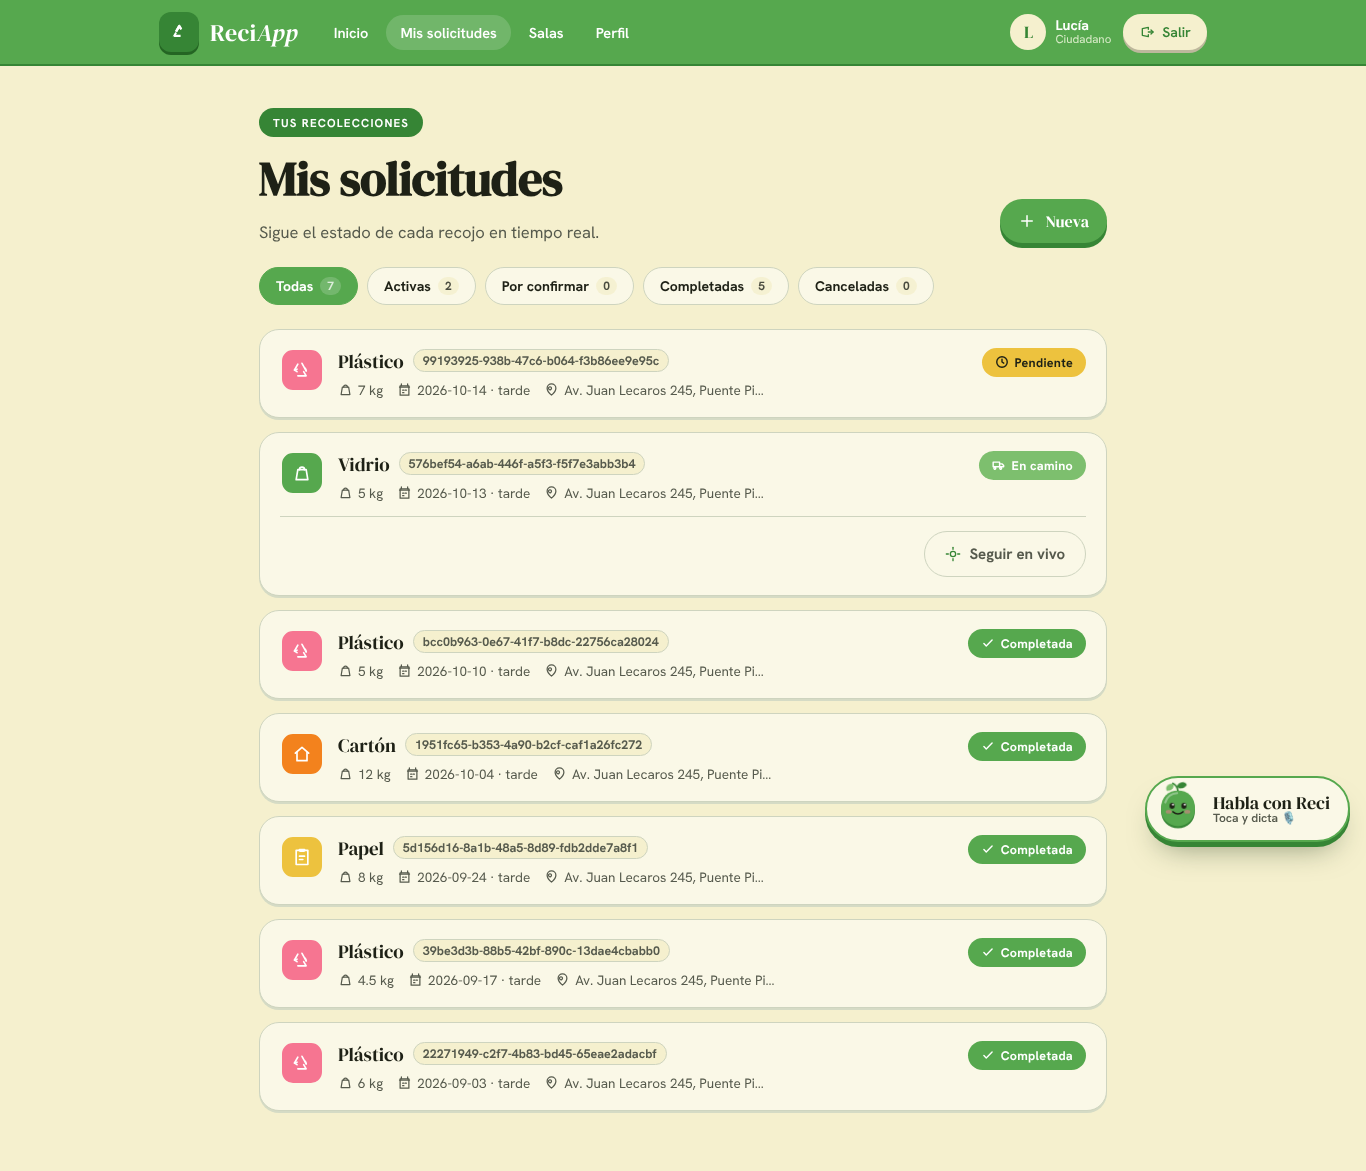 ReciApp Inicio Mis solicitudes Salas Perfil L Lucía Ciudadano Salir
TUS RECOLECCIONES
Mis solicitudes
Sigue el estado de cada recojo en tiempo real.
+ Nueva
Todas 7 Activas 2 Por confirmar 0 Completadas 5 Canceladas 0
Plástico 99193925-938b-47c6-b064-f3b86ee9e95c Pendiente
7 kg 2026-10-14 · tarde Av. Juan Lecaros 245, Puente Pi...
Vidrio 576bef54-a6ab-446f-a5f3-f5f7e3abb3b4 En camino
5 kg 2026-10-13 · tarde Av. Juan Lecaros 245, Puente Pi...
Seguir en vivo
Plástico bcc0b963-0e67-41f7-b8dc-22756ca28024 Completada
5 kg 2026-10-10 · tarde Av. Juan Lecaros 245, Puente Pi...
Cartón 1951fc65-b353-4a90-b2cf-caf1a26fc272 Completada
12 kg 2026-10-04 · tarde Av. Juan Lecaros 245, Puente Pi...
Habla con Reci
Toca y dicta
Papel 5d156d16-8a1b-48a5-8d89-fdb2dde7a8f1 Completada
8 kg 2026-09-24 · tarde Av. Juan Lecaros 245, Puente Pi...
Plástico 39be3d3b-88b5-42bf-890c-13dae4cbabb0 Completada
4.5 kg 2026-09-17 · tarde Av. Juan Lecaros 245, Puente Pi...
Plástico 22271949-c2f7-4b83-bd45-65eae2adacbf Completada
6 kg 2026-09-03 · tarde Av. Juan Lecaros 245, Puente Pi...